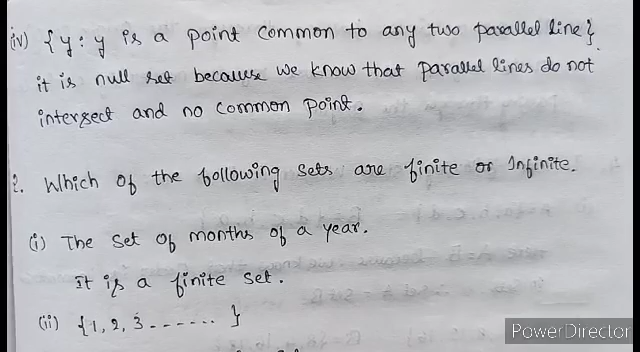 iv) {y : y is a point common to any two parallel line}
it is null set because we know that parallel lines do not
intersect and no common point.
2. Which of the following sets are finite or Infinite.
(i) The set of months of a year.
It is a finite set.
(ii) {1, 2, 3 ------ }
PowerDirector